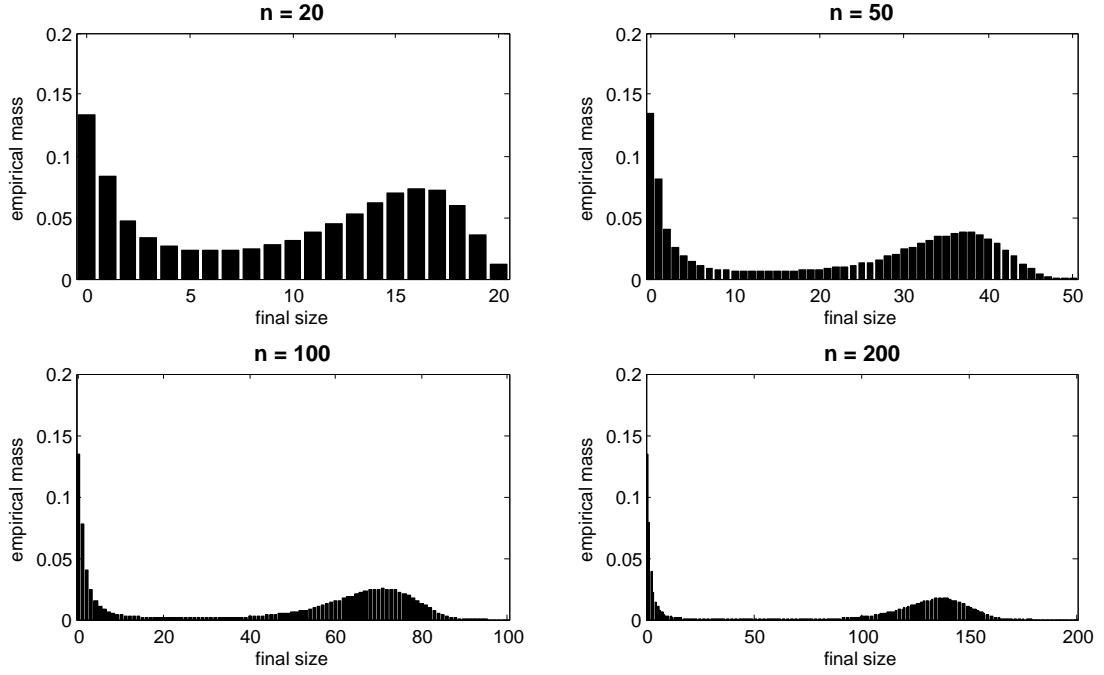 n = 20
0.2
0.15
0.1
0.05
0
empirical mass
0 5 10 15 20
final size
n = 50
0.2
0.15
0.1
0.05
0
empirical mass
0 10 20 30 40 50
final size
n = 100
0.2
0.15
0.1
0.05
0
empirical mass
0 20 40 60 80 100
final size
n = 200
0.2
0.15
0.1
0.05
0
empirical mass
0 50 100 150 200
final size